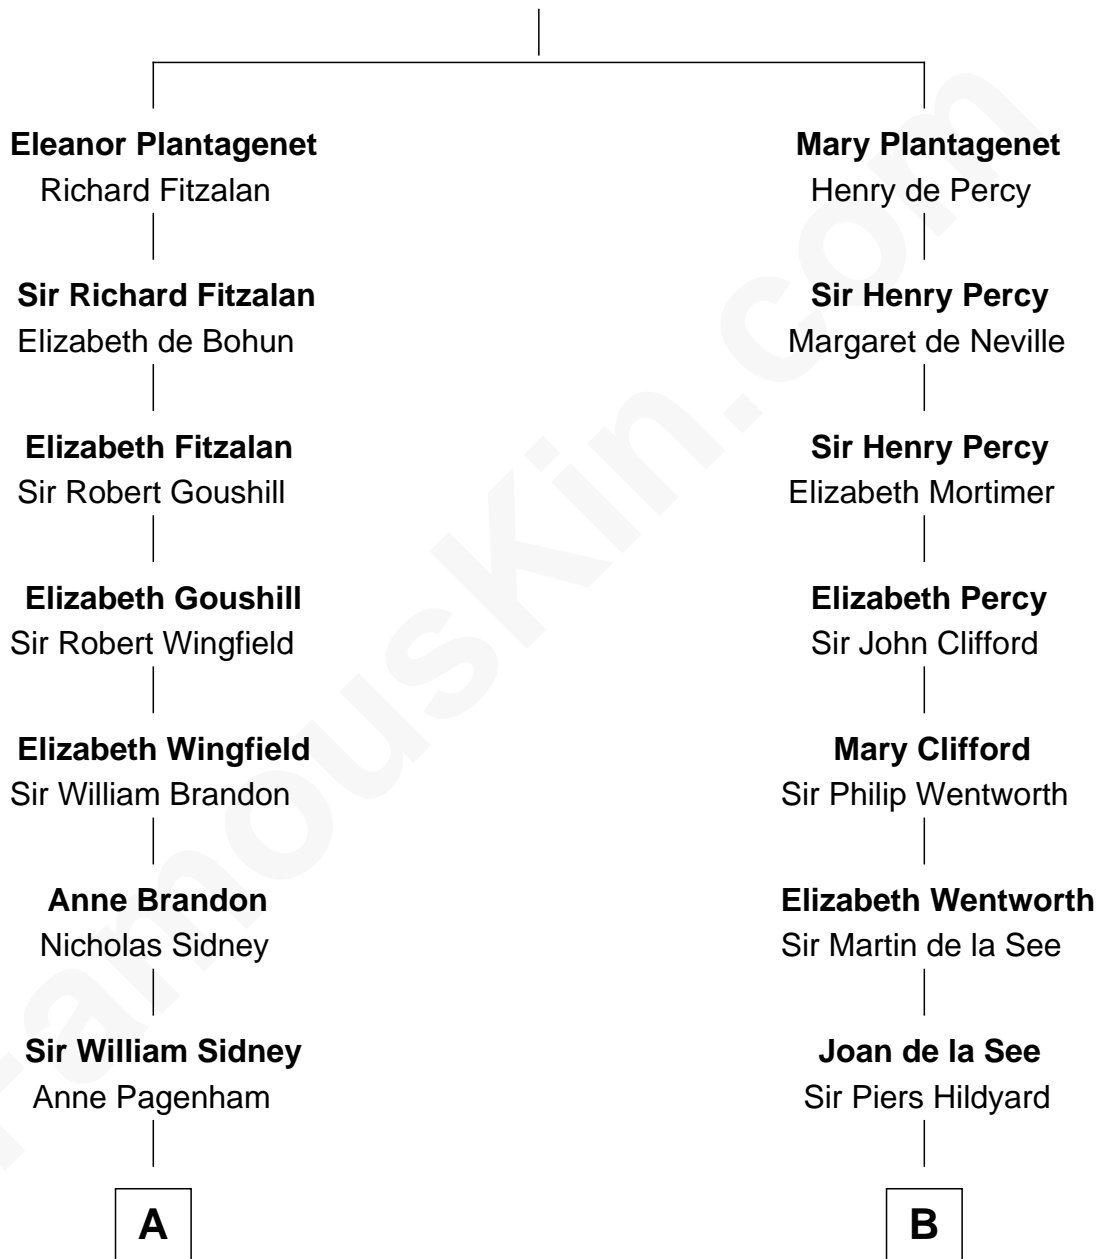 Eleanor Plantagenet
Richard Fitzalan
Sir Richard Fitzalan
Elizabeth de Bohun
Elizabeth Fitzalan
Sir Robert Goushill
Elizabeth Goushill
Sir Robert Wingfield
Elizabeth Wingfield
Sir William Brandon
Anne Brandon
Nicholas Sidney
Sir William Sidney
Anne Pagenham
A
Mary Plantagenet
Henry de Percy
Sir Henry Percy
Margaret de Neville
Sir Henry Percy
Elizabeth Mortimer
Elizabeth Percy
Sir John Clifford
Mary Clifford
Sir Philip Wentworth
Elizabeth Wentworth
Sir Martin de la See
Joan de la See
Sir Piers Hildyard
B
FamousKin.com